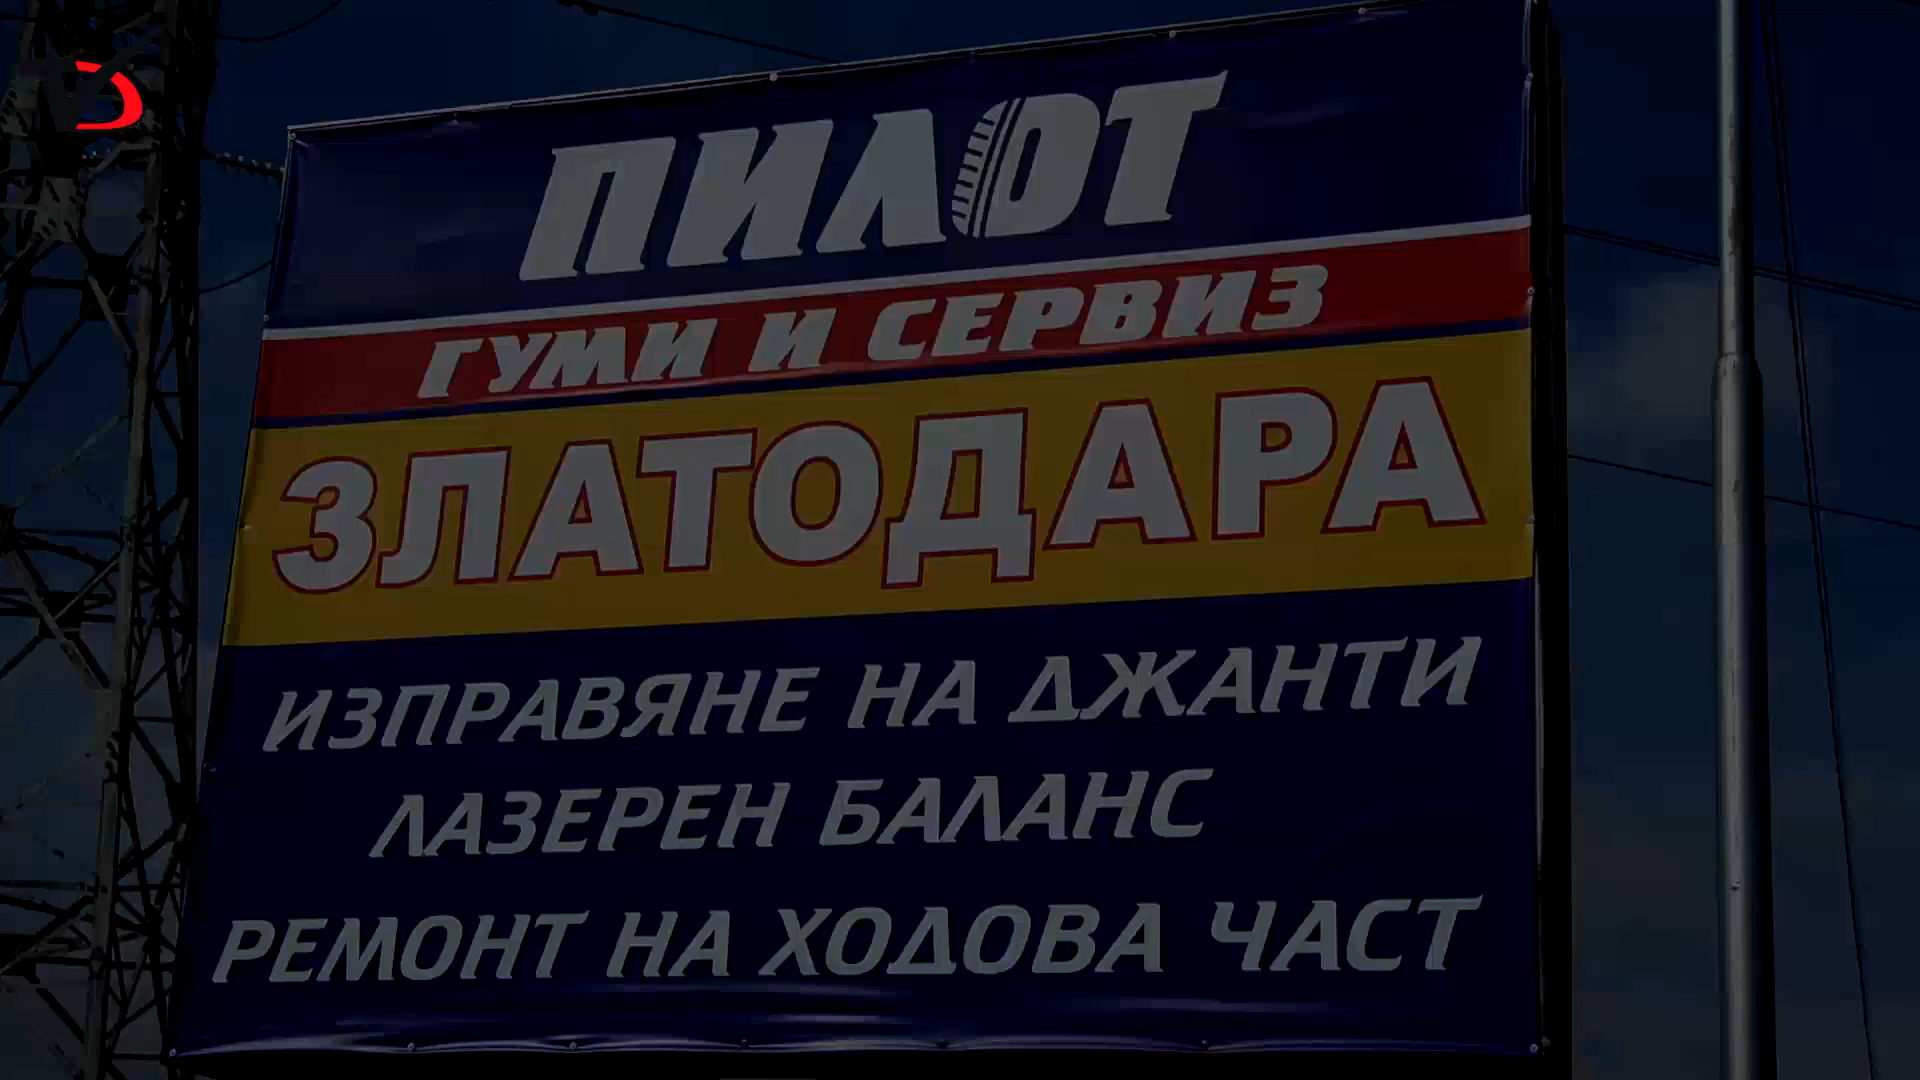 ПИЛОТ
ГУМИ И СЕРВИЗ
ЗЛАТОДАРА
ИЗПРАВЯНЕ НА ДЖАНТИ
ЛАЗЕРЕН БАЛАНС
РЕМОНТ НА ХОДОВА ЧАСТ